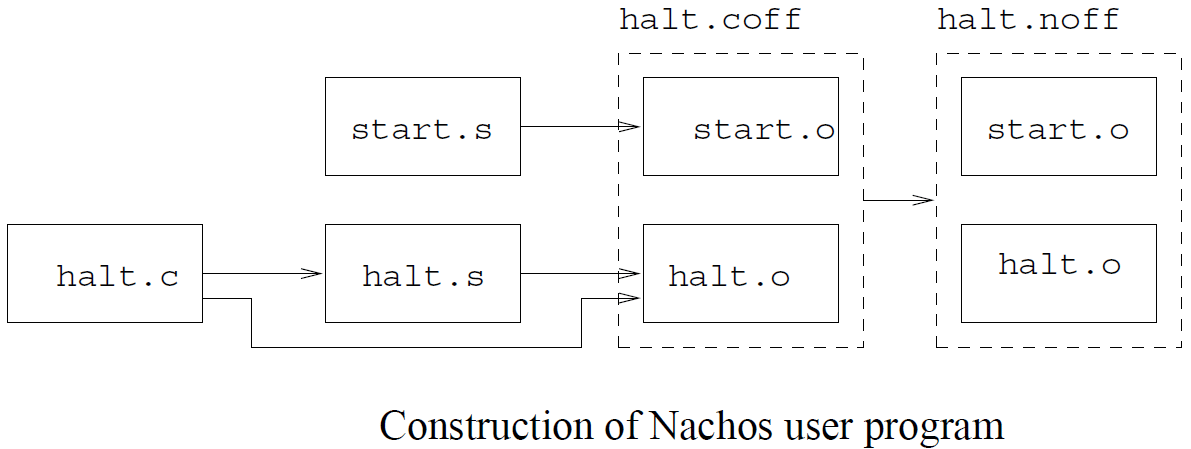 halt.coff
halt.noff
start.s
start.o
start.o
halt.c
halt.s
halt.o
halt.o
Construction of Nachos user program